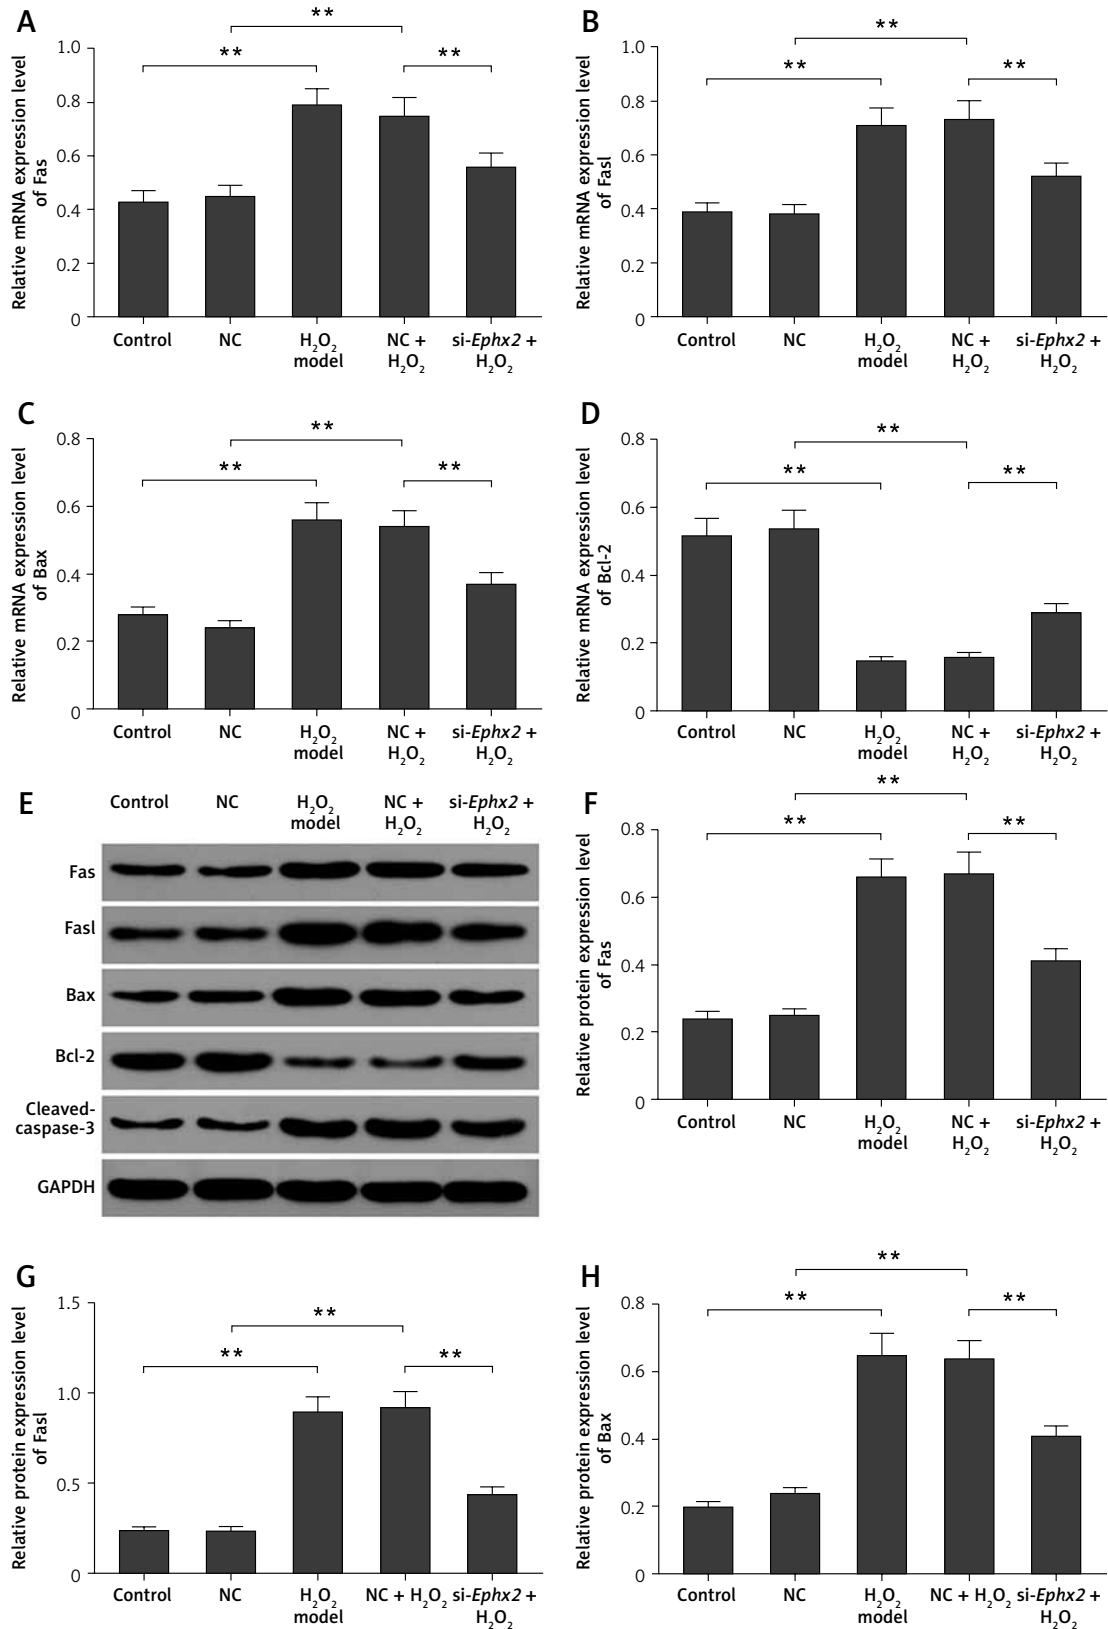 A
Relative mRNA expression level
of Fas
1.0
0.8
0.6
0.4
0.2
0
**
**
**
Control
NC
H₂O₂
model
NC +
H₂O₂
si-Ephx2 +
H₂O₂
B
Relative mRNA expression level
of Fasl
1.0
0.8
0.6
0.4
0.2
0
**
**
**
Control
NC
H₂O₂
model
NC +
H₂O₂
si-Ephx2 +
H₂O₂
C
Relative mRNA expression level
of Bax
0.8
0.6
0.4
0.2
0
**
**
**
Control
NC
H₂O₂
model
NC +
H₂O₂
si-Ephx2 +
H₂O₂
D
Relative mRNA expression level
of Bcl-2
0.8
0.6
0.4
0.2
0
**
**
**
Control
NC
H₂O₂
model
NC +
H₂O₂
si-Ephx2 +
H₂O₂
E
Control
NC
H₂O₂
model
NC +
H₂O₂
si-Ephx2 +
H₂O₂
Fas
Fasl
Bax
Bcl-2
Cleaved-
caspase-3
GAPDH
F
Relative protein expression level
of Fas
0.8
0.6
0.4
0.2
0
**
**
**
Control
NC
H₂O₂
model
NC +
H₂O₂
si-Ephx2 +
H₂O₂
G
Relative protein expression level
of Fasl
1.5
1.0
0.5
0
**
**
**
Control
NC
H₂O₂
model
NC + H₂O₂
si-Ephx2 +
H₂O₂
H
Relative protein expression level
of Bax
0.8
0.6
0.4
0.2
0
**
**
**
Control
NC
H₂O₂
model
NC + H₂O₂
si-Ephx2 +
H₂O₂